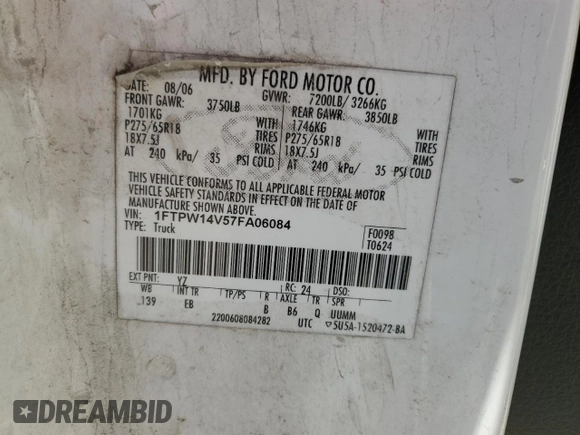 MFD. BY FORD MOTOR CO.
DATE: 08/06 GVWR: 7200LB/ 3266KG
FRONT GAWR: 3750LB REAR GAWR: 3850LB
1701KG WITH 1746KG WITH
P275/65R18 TIRES P275/65R18 TIRES
18X7.5J RIMS 18X7.5J RIMS
AT 240 kPa/ 35 PSI COLD AT 240 kPa/ 35 PSI COLD
THIS VEHICLE CONFORMS TO ALL APPLICABLE FEDERAL MOTOR
VEHICLE SAFETY STANDARDS IN EFFECT ON THE DATE OF
MANUFACTURE SHOWN ABOVE.
VIN: 1FTPW14V57FA06084
TYPE: Truck
F0098
T0624
EXT PNT: YZ RC: 24 DSO:
WB INT TR TP/PS R AXLE TR SPR
139 EB B B6 Q UUMM
2200608084282 UTC ▽5U5A-1520472-BA
DREAMBID